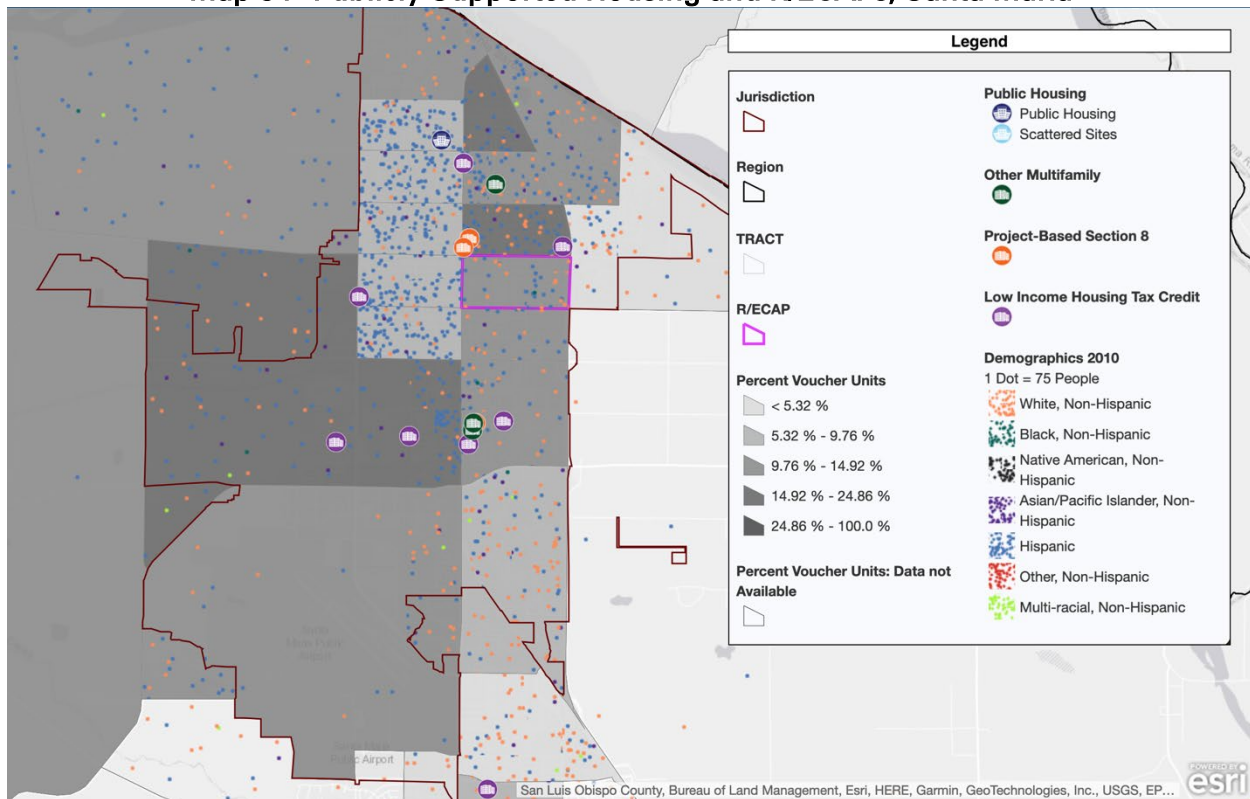 Legend
Jurisdiction
Region
TRACT
R/ECAP
Percent Voucher Units
< 5.32 %
5.32 % - 9.76 %
9.76 % - 14.92 %
14.92 % - 24.86 %
24.86 % - 100.0 %
Percent Voucher Units: Data not
Available
Public Housing
Public Housing
Scattered Sites
Other Multifamily
Project-Based Section 8
Low Income Housing Tax Credit
Demographics 2010
1 Dot = 75 People
White, Non-Hispanic
Black, Non-Hispanic
Native American, Non-
Hispanic
Asian/Pacific Islander, Non-
Hispanic
Hispanic
Other, Non-Hispanic
Multi-racial, Non-Hispanic
Public Airport
San Luis Obispo County, Bureau of Land Management, Esri, HERE, Garmin, GeoTechnologies, Inc., USGS, EP...
POWERED BY
esri